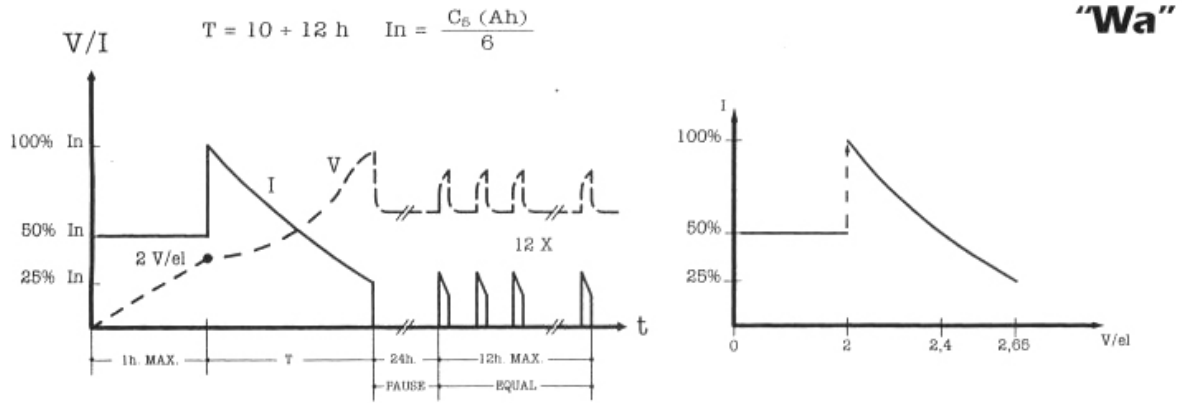 "Wa"
T = 10 ÷ 12 h In = C₅ (Ah) / 6
V/I
100% In
50% In
25% In
2 V/el
I
V
12 X
t
1h. MAX.
T
24h.
12h. MAX.
PAUSE
EQUAL
I
100%
50%
25%
0
2
2,4
2,65
V/el